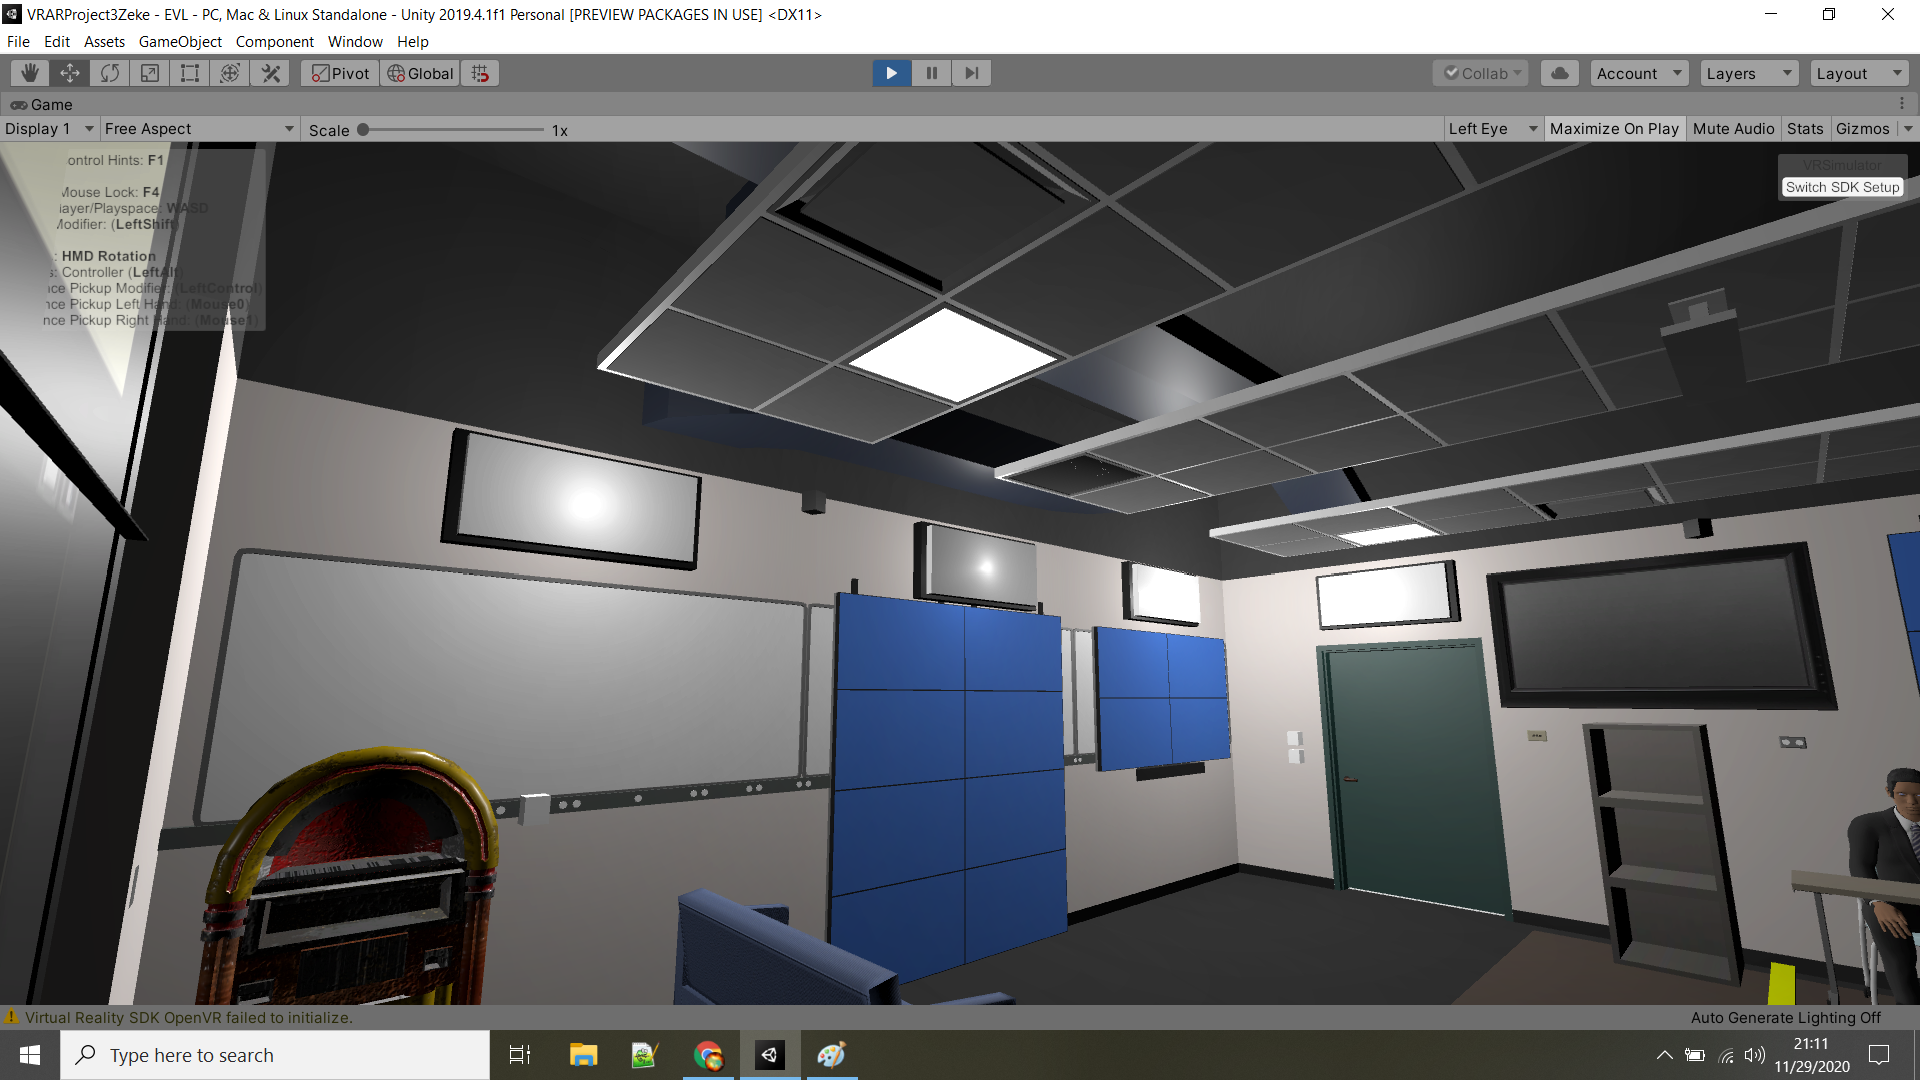 VRARProject3Zeke - EVL - PC, Mac & Linux Standalone - Unity 2019.4.1f1 Personal [PREVIEW PACKAGES IN USE] <DX11>
File Edit Assets GameObject Component Window Help
Pivot Global Collab Account Layers Layout
Game
Display 1 Free Aspect Scale 1x Left Eye Maximize On Play Mute Audio Stats Gizmos
ontrol Hints: F1
Mouse Lock: F4
layer/Playspace: WASD
Modifier: (LeftShift)
: HMD Rotation
s: Controller (LeftAlt)
nce Pickup Modifier: (LeftControl)
nce Pickup Left Hand: (Mouse0)
nce Pickup Right Hand: (Mouse1)
VRSimulator
Switch SDK Setup
Virtual Reality SDK OpenVR failed to initialize.
Auto Generate Lighting Off
Type here to search
21:11
11/29/2020